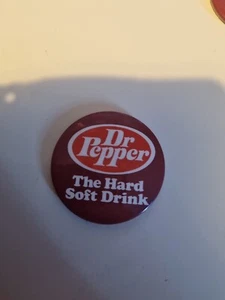 Dr
Pepper
The Hard
Soft Drink